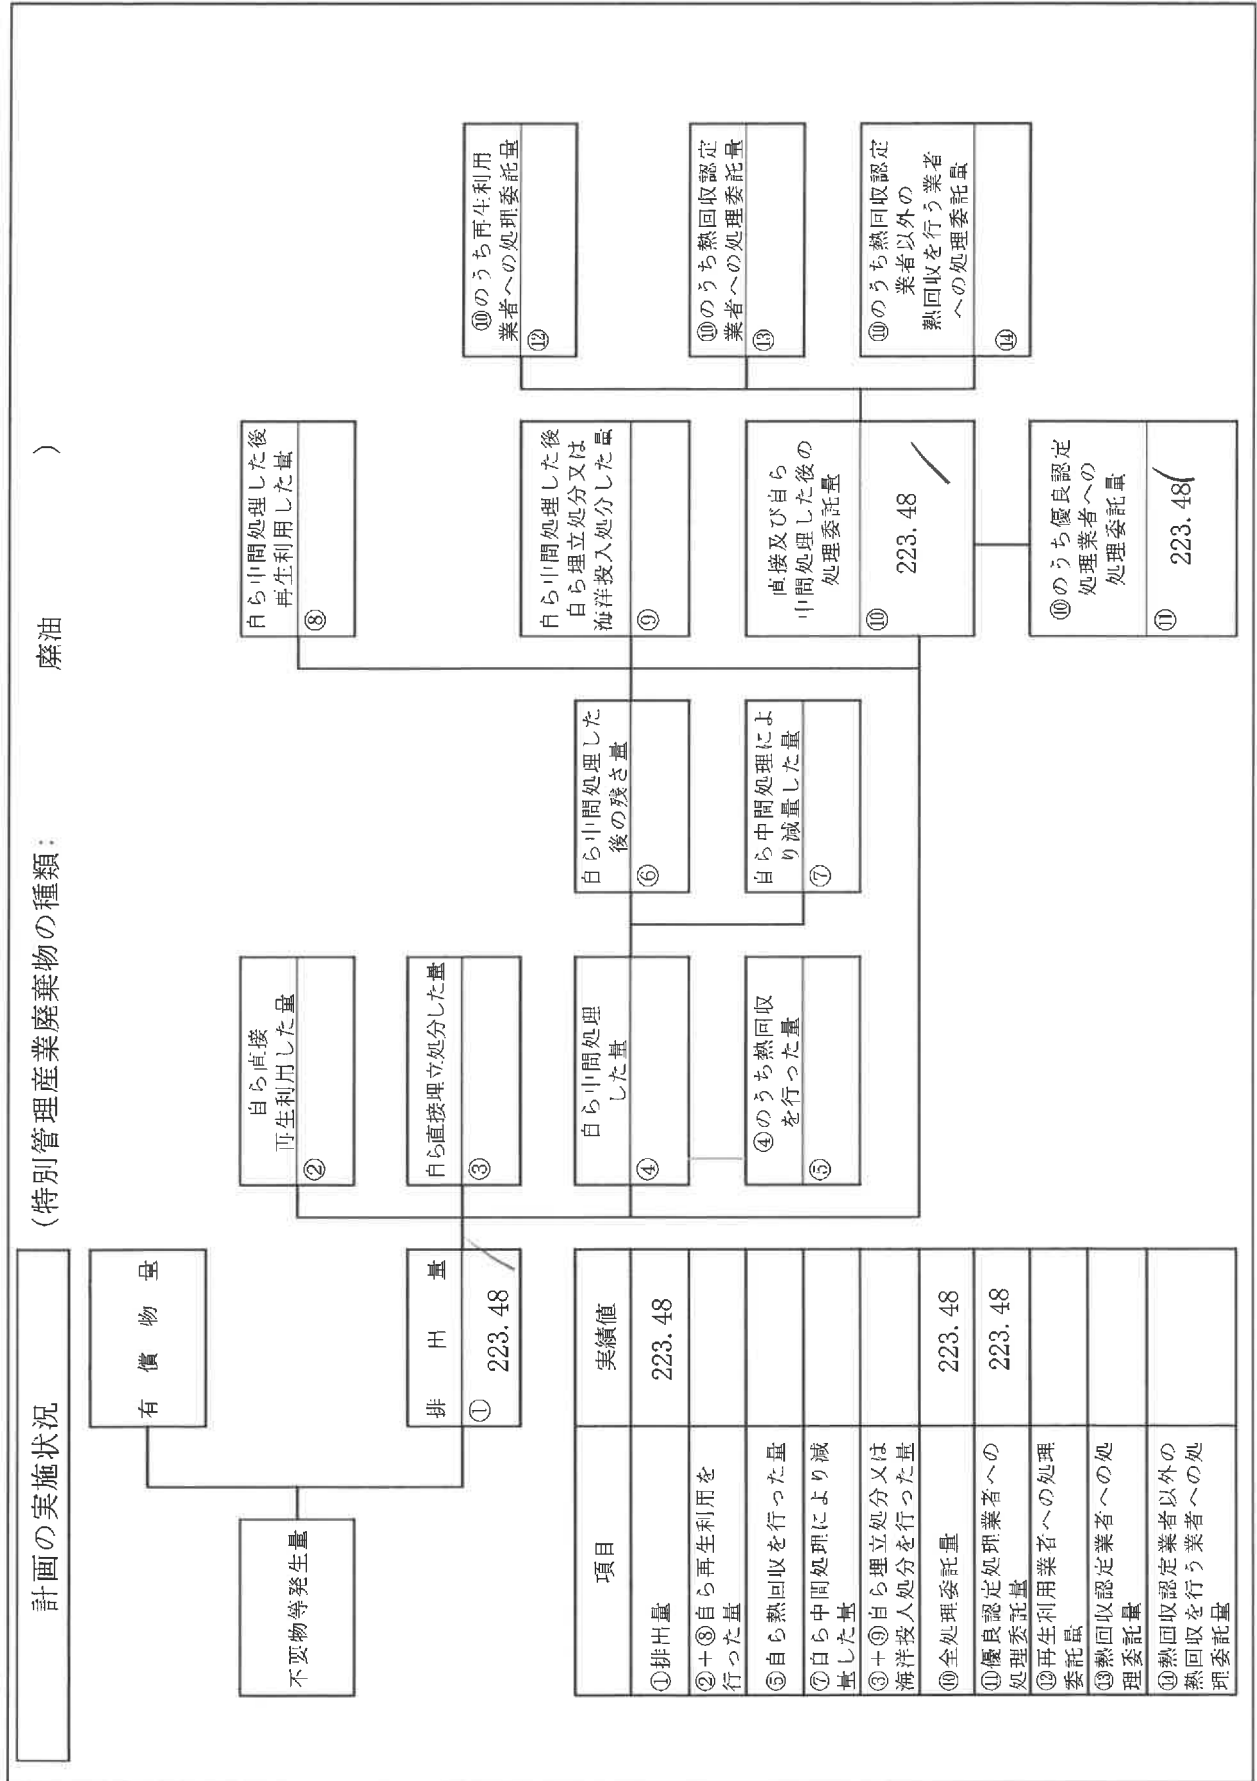 計画の実施状況
（特別管理産業廃棄物の種類： 廃油 ）
有償物量
不要物等発生量
排出量
① 223.48
自ら直接
再生利用した量
②
自ら直接埋立処分した量
③
自ら中間処理
した量
④
④のうち熱回収
を行った量
⑤
自ら中間処理した
後の残さ量
⑥
自ら中間処理によ
り減量した量
⑦
自ら中間処理した後
再生利用した量
⑧
自ら中間処理した後
自ら埋立処分又は
海洋投入処分した量
⑨
直接及び自ら
中間処理した後の
処理委託量
⑩ 223.48
⑩のうち優良認定
処理業者への
処理委託量
⑪ 223.48
⑩のうち再生利用
業者への処理委託量
⑫
⑩のうち熱回収認定
業者への処理委託量
⑬
⑩のうち熱回収認定
業者以外の
熱回収を行う業者
への処理委託量
⑭
項目 実績値
①排出量 223.48
②＋⑧自ら再生利用を
行った量
⑤自ら熱回収を行った量
⑦自ら中間処理により減
量した量
③＋⑨自ら埋立処分又は
海洋投入処分を行った量
⑩全処理委託量 223.48
⑪優良認定処理業者への
処理委託量 223.48
⑫再生利用業者への処理
委託量
⑬熱回収認定業者への処
理委託量
⑭熱回収認定業者以外の
熱回収を行う業者への処
理委託量